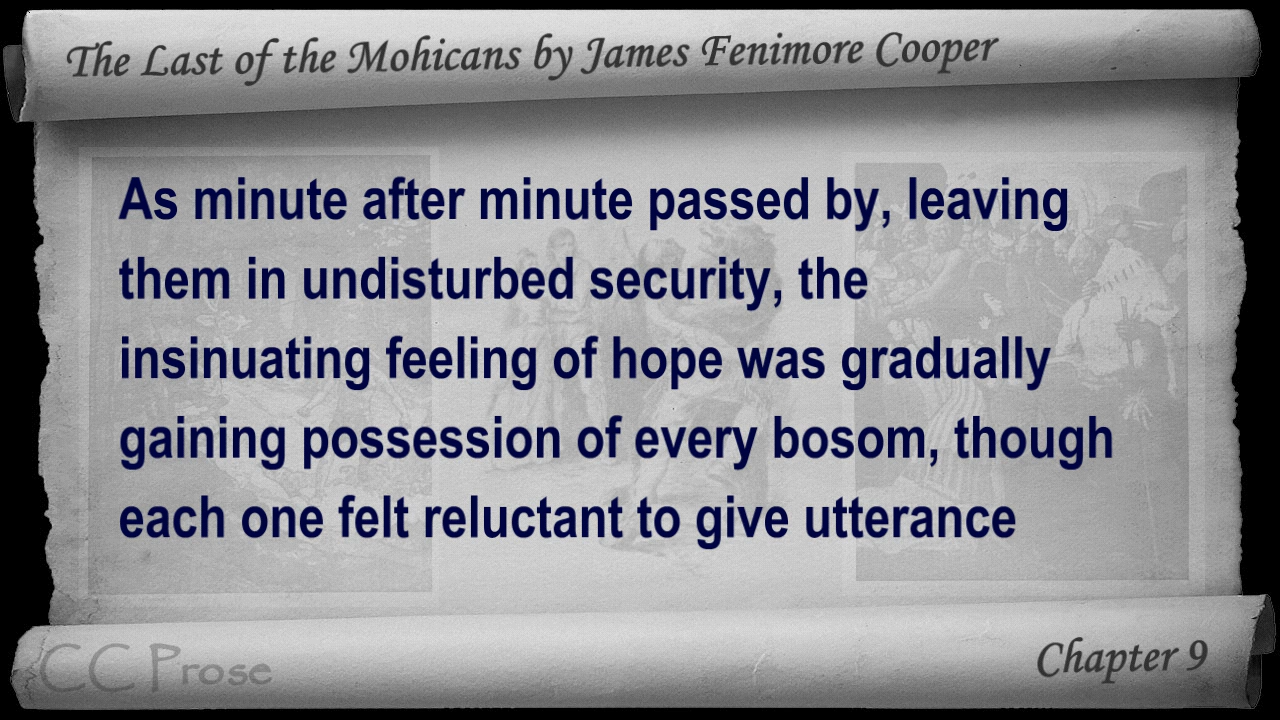 The Last of the Mohicans by James Fenimore Cooper
As minute after minute passed by, leaving
them in undisturbed security, the
insinuating feeling of hope was gradually
gaining possession of every bosom, though
each one felt reluctant to give utterance
CC Prose
Chapter 9